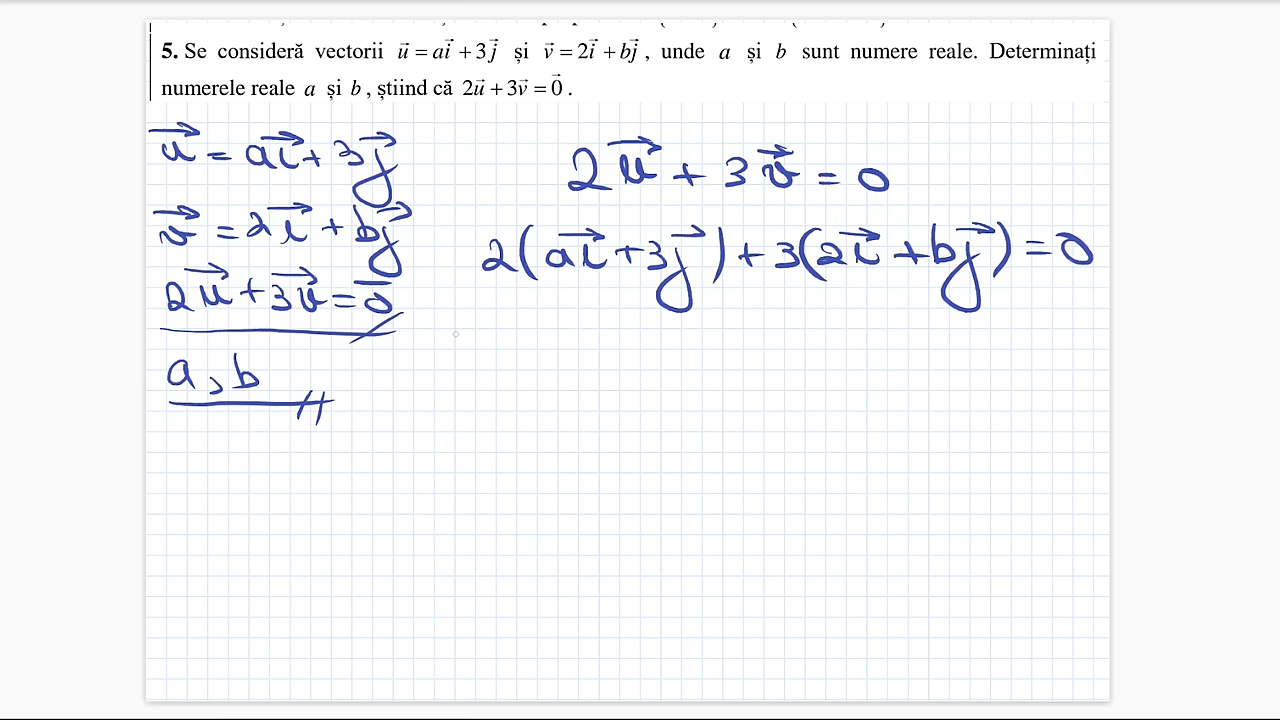 5. Se consideră vectorii u⃗ = ai⃗ + 3j⃗ și v⃗ = 2i⃗ + bj⃗ , unde a și b sunt numere reale. Determinați
numerele reale a și b , știind că 2u⃗ + 3v⃗ = 0⃗ .
u⃗ = ai⃗ + 3j⃗
v⃗ = 2i⃗ + bj⃗
2u⃗ + 3v⃗ = 0̅
a, b
2u⃗ + 3v⃗ = 0
2(ai⃗ + 3j⃗) + 3(2i⃗ + bj⃗) = 0